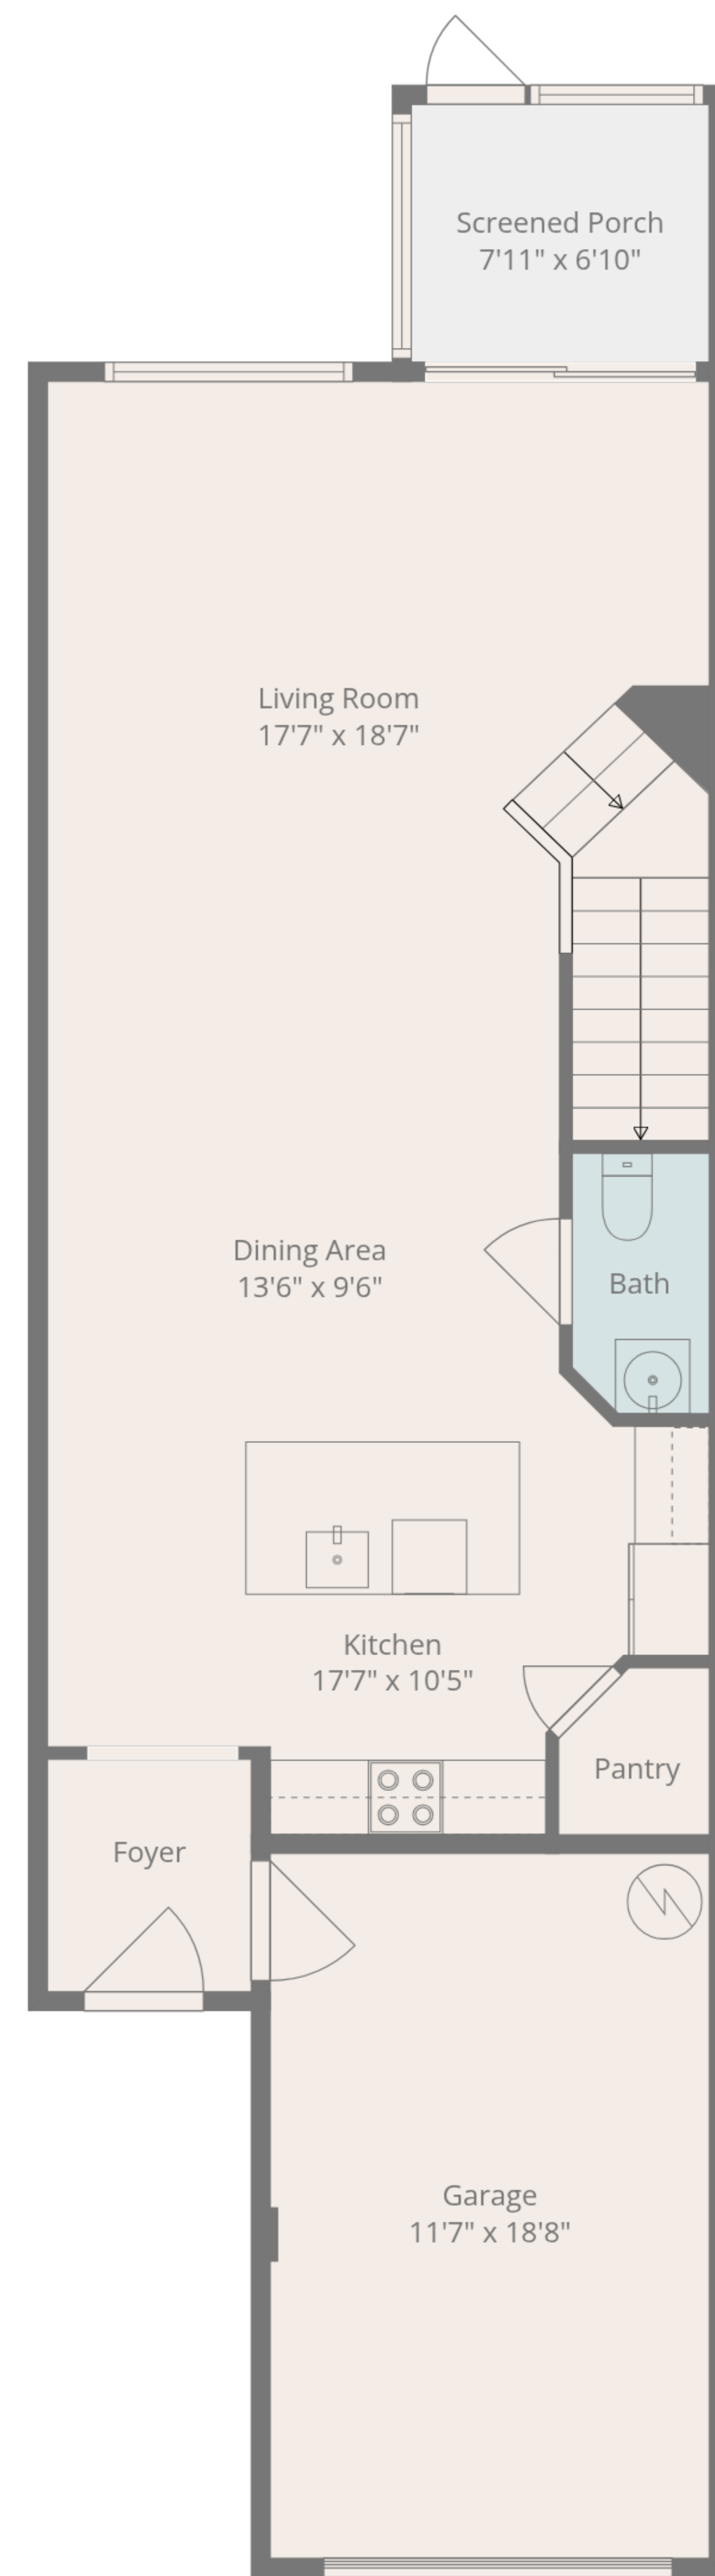 Screened Porch
7'11" x 6'10"
Living Room
17'7" x 18'7"
Dining Area
13'6" x 9'6"
Bath
Kitchen
17'7" x 10'5"
Pantry
Foyer
Garage
11'7" x 18'8"